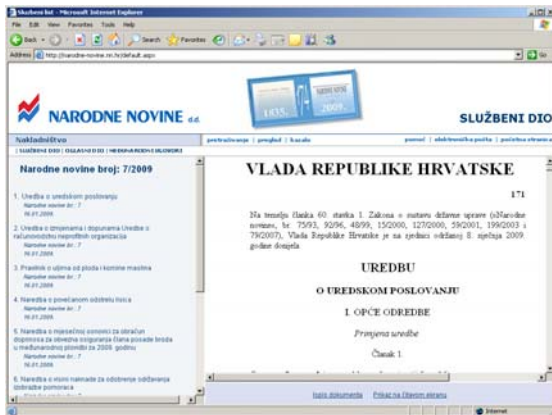 Službeni list - Microsoft Internet Explorer
File Edit View Favorites Tools Help
Back Search Favorites
Address http://narodne-novine.nn.hr/default.aspx Go
1835. 2009.
NARODNE NOVINE d.d.
SLUŽBENI DIO
Nakladništvo
pretraživanje | pregled | kazalo
pomoć | elektronička pošta | početna stranica
| SLUŽBENI DIO | OGLASNI DIO | MEĐUNARODNI UGOVORI
Narodne novine broj: 7/2009
1. Uredba o uredskom poslovanju
Narodne novine br.: 7
16.01.2009.
2. Uredba o izmjenama i dopunama Uredbe o
računovodstvu neprofitnih organizacija
Narodne novine br.: 7
16.01.2009.
3. Pravilnik o uljima od ploda i komine maslina
Narodne novine br.: 7
16.01.2009.
4. Naredba o povećanom odstrelu lisica
Narodne novine br.: 7
16.01.2009.
5. Naredba o mjesečnoj osnovici za obračun
doprinosa za obvezna osiguranja člana posade broda
u međunarodnoj plovidbi za 2009. godinu
Narodne novine br.: 7
16.01.2009.
6. Naredba o visini naknade za odobrenje održavanja
izobrazbe pomoraca
VLADA REPUBLIKE HRVATSKE
171
Na temelju članka 60. stavka 1. Zakona o sustavu državne uprave (»Narodne
novine«, br. 75/93, 92/96, 48/99, 15/2000, 127/2000, 59/2001, 199/2003 i
79/2007), Vlada Republike Hrvatske je na sjednici održanoj 8. siječnja 2009.
godine donijela
UREDBU
O UREDSKOM POSLOVANJU
I. OPĆE ODREDBE
Primjena uredbe
Članak 1.
Ispis dokumenta Prikaz na čitavom ekranu
Internet